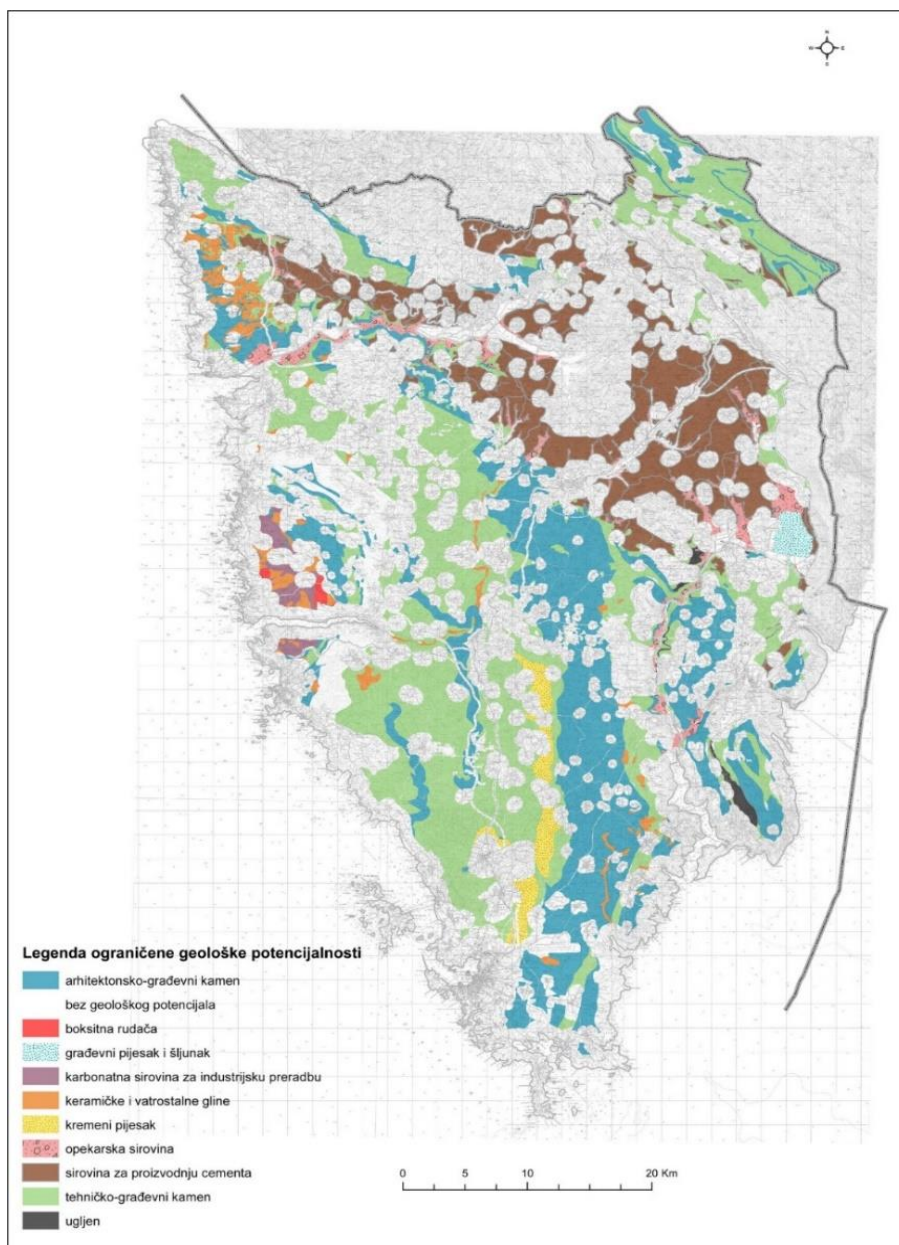 N
W E
S
Legenda ograničene geološke potencijalnosti
arhitektonsko-građevni kamen
bez geološkog potencijala
boksitna rudača
građevni pijesak i šljunak
karbonatna sirovina za industrijsku preradbu
keramičke i vatrostalne gline
kremeni pijesak
opekarska sirovina
sirovina za proizvodnju cementa
tehničko-građevni kamen
ugljen
0 5 10 20 Km